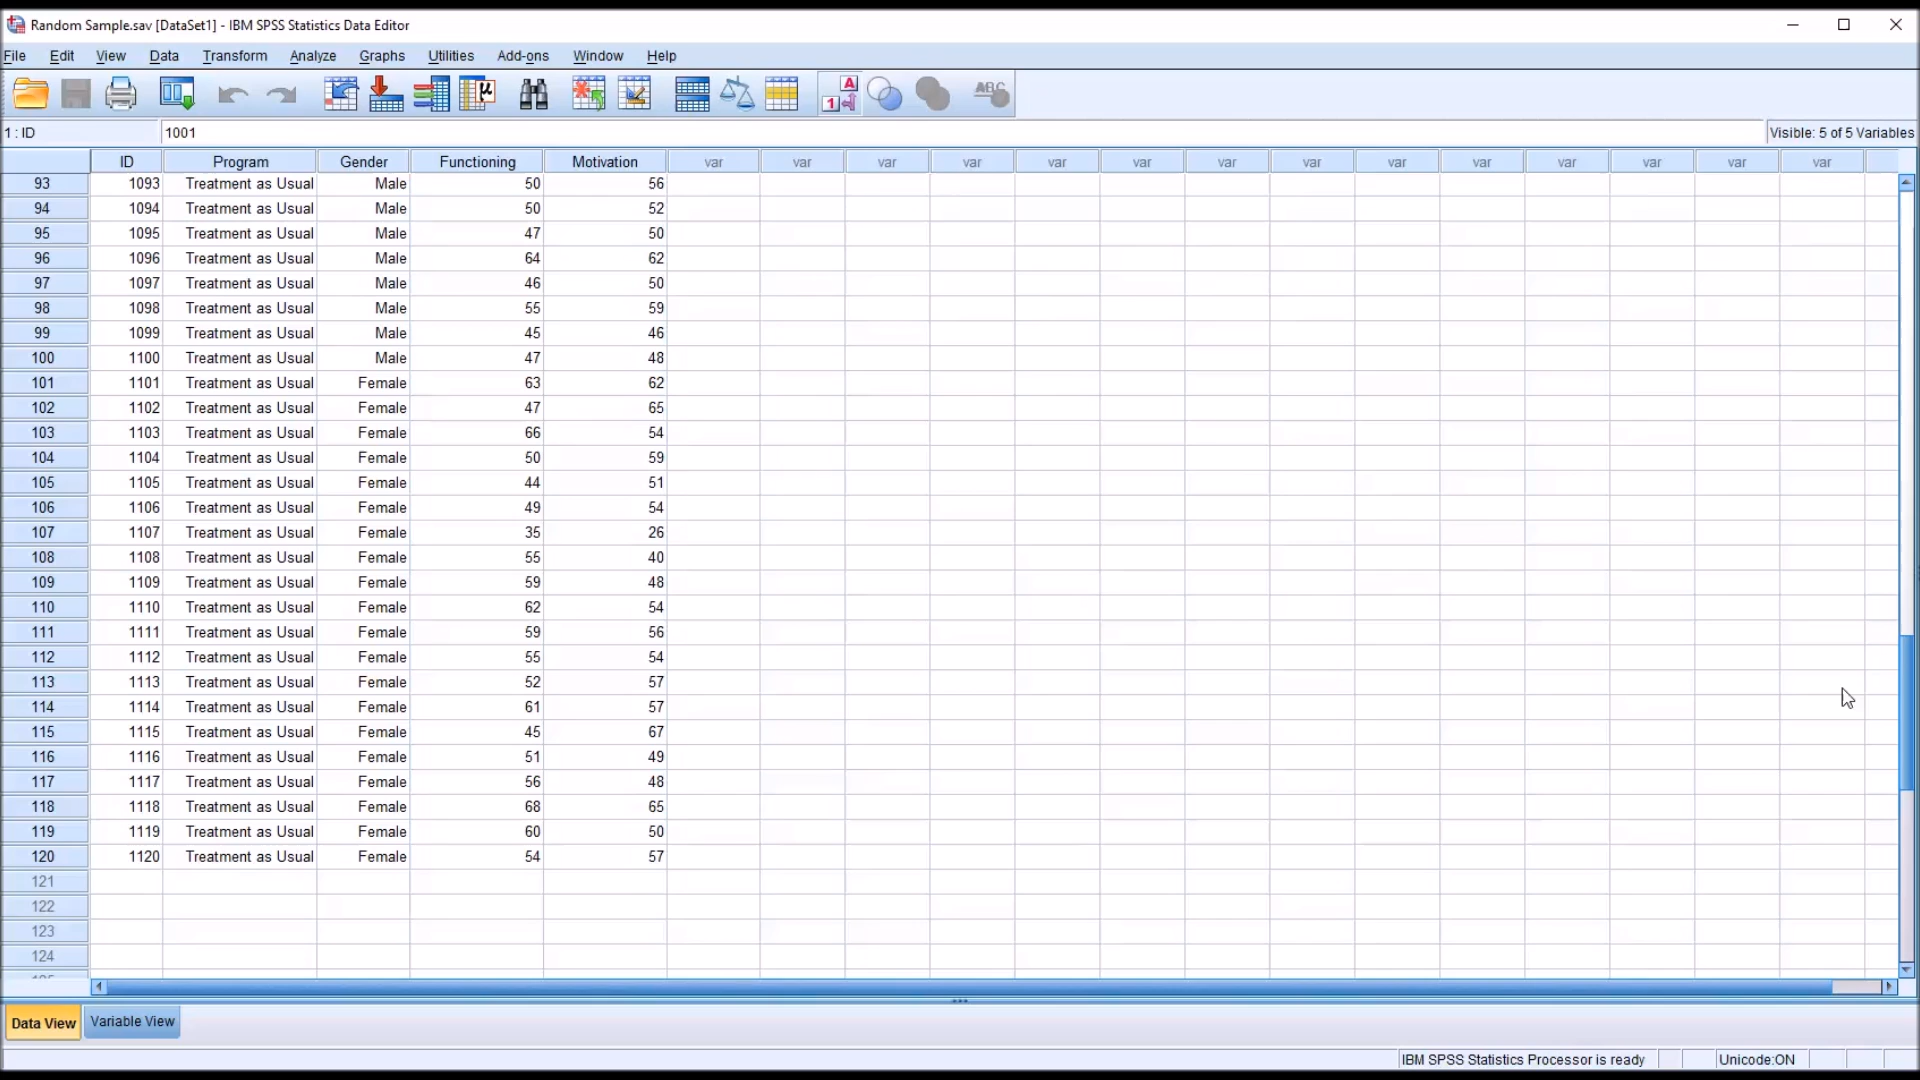 Random Sample.sav [DataSet1] - IBM SPSS Statistics Data Editor
File Edit View Data Transform Analyze Graphs Utilities Add-ons Window Help
1 : ID 1001 Visible: 5 of 5 Variables
ID Program Gender Functioning Motivation var var var var var var var var var var var var var var
93 1093 Treatment as Usual Male 50 56
94 1094 Treatment as Usual Male 50 52
95 1095 Treatment as Usual Male 47 50
96 1096 Treatment as Usual Male 64 62
97 1097 Treatment as Usual Male 46 50
98 1098 Treatment as Usual Male 55 59
99 1099 Treatment as Usual Male 45 46
100 1100 Treatment as Usual Male 47 48
101 1101 Treatment as Usual Female 63 62
102 1102 Treatment as Usual Female 47 65
103 1103 Treatment as Usual Female 66 54
104 1104 Treatment as Usual Female 50 59
105 1105 Treatment as Usual Female 44 51
106 1106 Treatment as Usual Female 49 54
107 1107 Treatment as Usual Female 35 26
108 1108 Treatment as Usual Female 55 40
109 1109 Treatment as Usual Female 59 48
110 1110 Treatment as Usual Female 62 54
111 1111 Treatment as Usual Female 59 56
112 1112 Treatment as Usual Female 55 54
113 1113 Treatment as Usual Female 52 57
114 1114 Treatment as Usual Female 61 57
115 1115 Treatment as Usual Female 45 67
116 1116 Treatment as Usual Female 51 49
117 1117 Treatment as Usual Female 56 48
118 1118 Treatment as Usual Female 68 65
119 1119 Treatment as Usual Female 60 50
120 1120 Treatment as Usual Female 54 57
121
122
123
124
Data View Variable View
IBM SPSS Statistics Processor is ready Unicode:ON